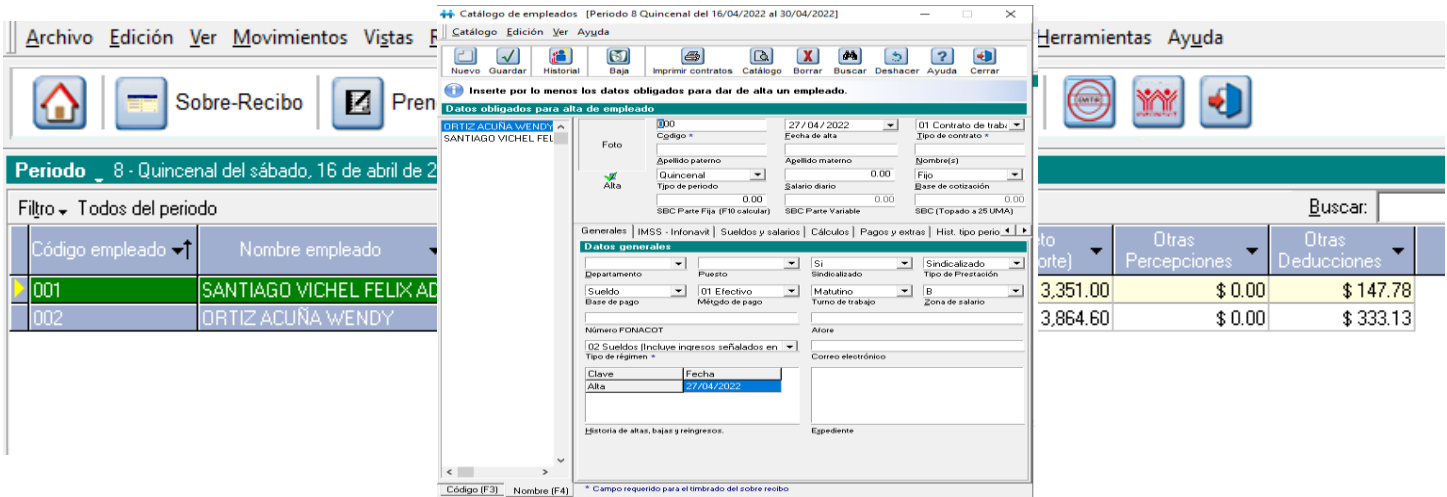 Catálogo de empleados [Periodo 8 Quincenal del 16/04/2022 al 30/04/2022]
Catálogo Edición Ver Ayuda
Nuevo Guardar Historial Baja Imprimir contratos Catálogo Borrar Buscar Deshacer Ayuda Cerrar
Inserte por lo menos los datos obligados para dar de alta un empleado.
Datos obligados para alta de empleado
ORTIZ ACUÑA WENDY
SANTIAGO VICHEL FEL
Foto
Alta
000 27/04/2022 01 Contrato de traba
Codigo * Fecha de alta Tipo de contrato *
Apellido paterno Apellido materno Nombre(s)
Quincenal 0.00 Fijo
Tipo de periodo Salario diario Base de cotización
0.00 0.00 0.00
SBC Parte Fija (F10 calcular) SBC Parte Variable SBC (Topado a 25 UMA)
Generales IMSS - Infonavit Sueldos y salarios Cálculos Pagos y extras Hist. tipo perio
Datos generales
Si Sindicalizado
Departamento Puesto Sindicalizado Tipo de Prestación
Sueldo 01 Efectivo Matutino B
Base de pago Método de pago Turno de trabajo Zona de salario
Número FONACOT Afore
02 Sueldos (Incluye ingresos señalados en
Tipo de régimen * Correo electrónico
Clave Fecha
Alta 27/04/2022
Historia de altas, bajas y reingresos. Expediente
Código (F3) Nombre (F4) * Campo requerido para el timbrado del sobre recibo
Archivo Edición Ver Movimientos Vistas
Sobre-Recibo Pren
Periodo 8 - Quincenal del sábado, 16 de abril de 2
Filtro Todos del periodo
Código empleado Nombre empleado
001 SANTIAGO VICHEL FELIX AD
002 ORTIZ ACUÑA WENDY
Herramientas Ayuda
Buscar:
Otras Percepciones Otras Deducciones
3,351.00 $ 0.00 $ 147.78
3,864.60 $ 0.00 $ 333.13